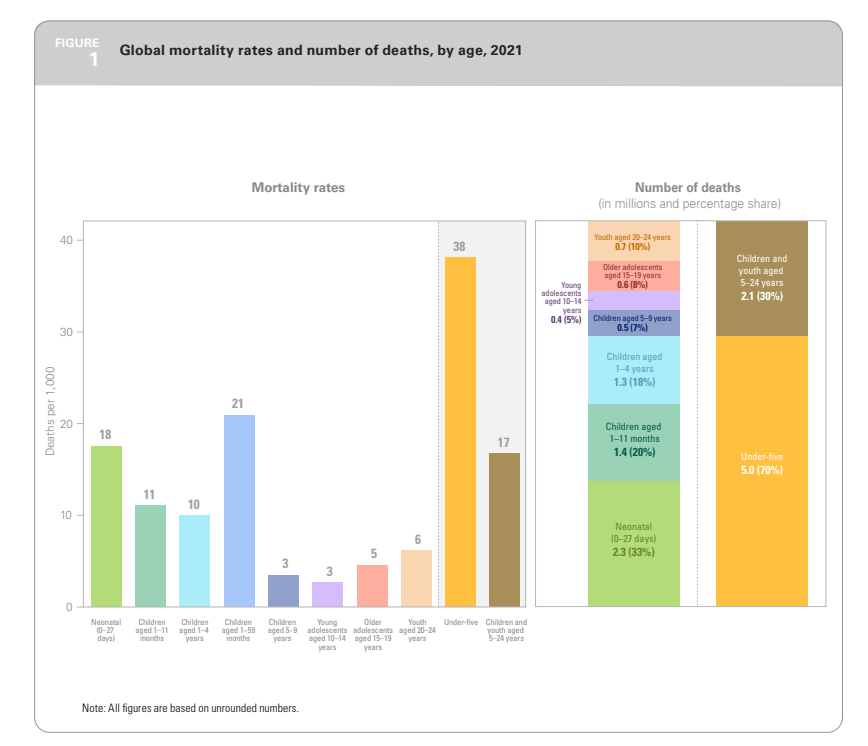 FIGURE
1
Global mortality rates and number of deaths, by age, 2021
Mortality rates
Deaths per 1,000
40
30
20
10
0
18
11
10
21
3
3
5
6
38
17
Neonatal
(0–27
days)
Children
aged 1–11
months
Children
aged 1–4
years
Children
aged 1–59
months
Children
aged 5–9
years
Young
adolescents
aged 10–14
years
Older
adolescents
aged 15–19
years
Youth
aged 20–24
years
Under-five
Children and
youth aged
5–24 years
Number of deaths
(in millions and percentage share)
Youth aged 20–24 years
0.7 (10%)
Older adolescents
aged 15–19 years
0.6 (8%)
Young
adolescents
aged 10–14
years
0.4 (5%)
Children aged 5–9 years
0.5 (7%)
Children aged
1–4 years
1.3 (18%)
Children aged
1–11 months
1.4 (20%)
Neonatal
(0–27 days)
2.3 (33%)
Children and
youth aged
5–24 years
2.1 (30%)
Under-five
5.0 (70%)
Note: All figures are based on unrounded numbers.